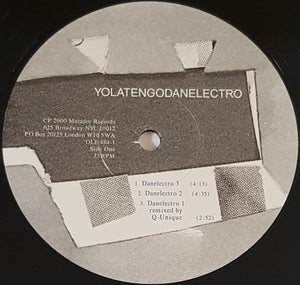 YOLATENGODANELECTRO
CP 2000 Matador Records
625 Broadway NYC 10012
PO Box 20125 London W10 5WA
OLE 484-1
Side One
33 RPM
1. Danelectro 3 (4:13)
2. Danelectro 2 (4:35)
3. Danelectro 1
remixed by
Q-Unique (2:52)